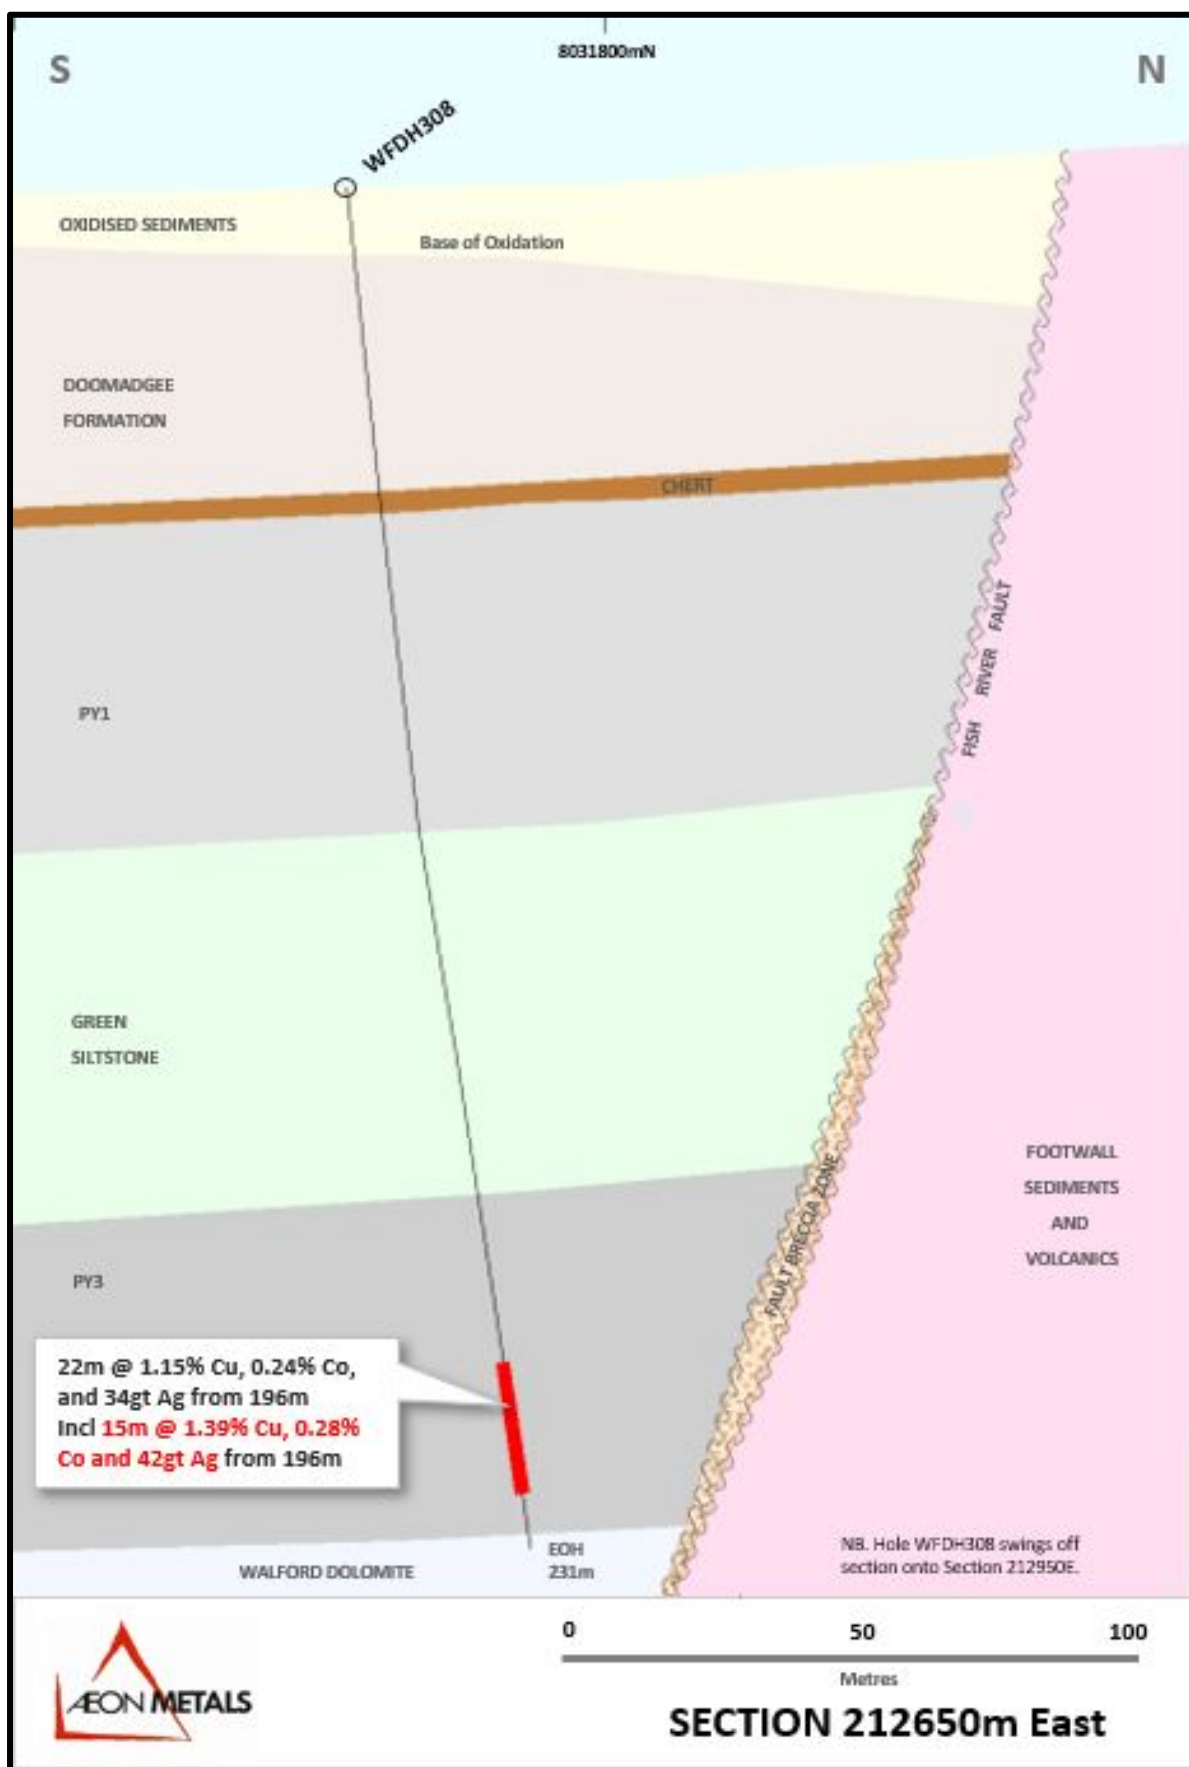 8031800mN
S
N
WFDH308
OXIDISED SEDIMENTS
Base of Oxidation
DOOMADGEE
FORMATION
CHERT
FISH RIVER FAULT
PY1
GREEN
SILTSTONE
FOOTWALL
SEDIMENTS
AND
VOLCANICS
FAULT BRECCIA ZONE
PY3
22m @ 1.15% Cu, 0.24% Co,
and 34gt Ag from 196m
Incl 15m @ 1.39% Cu, 0.28%
Co and 42gt Ag from 196m
EOH
231m
WALFORD DOLOMITE
NB. Hole WFDH308 swings off
section onto Section 212950E.
0 50 100
Metres
ÆON METALS
SECTION 212650m East